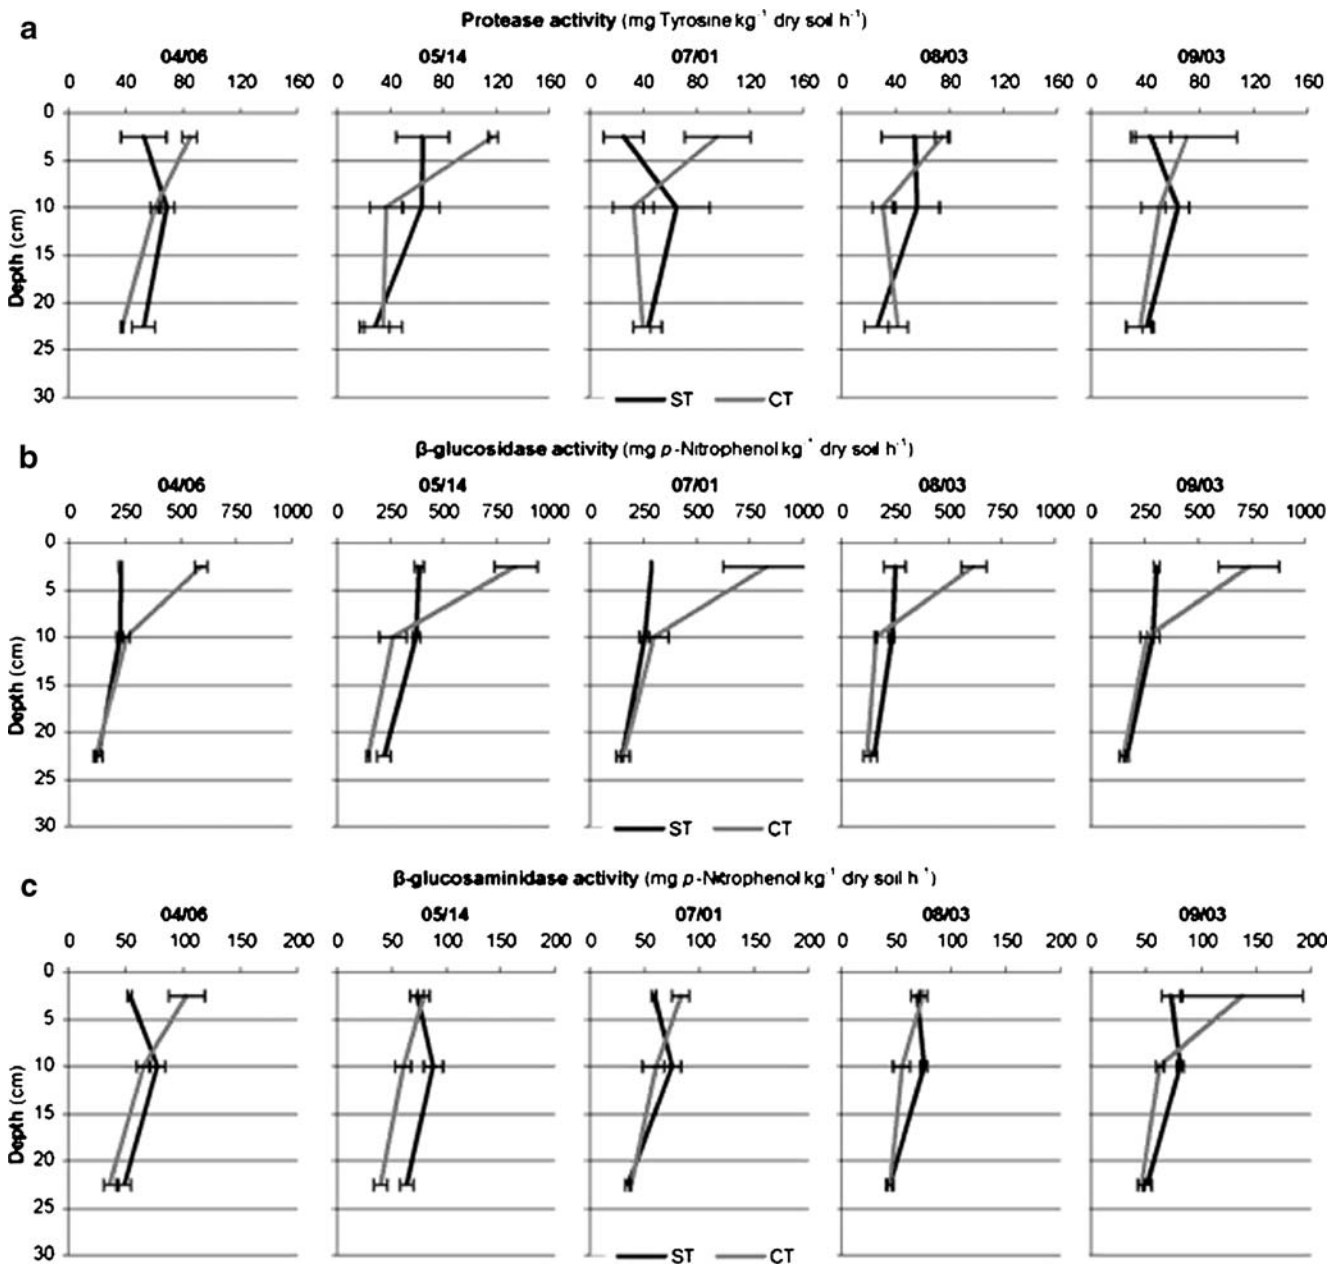 a
Protease activity (mg Tyrosine kg⁻¹ dry soil h⁻¹)
04/06 05/14 07/01 08/03 09/03
0 40 80 120 160 0 40 80 120 160 0 40 80 120 160 0 40 80 120 160 0 40 80 120 160
0
5
10
15
20
25
30
Depth (cm)
ST CT
b
β-glucosidase activity (mg p-Nitrophenol kg⁻¹ dry soil h⁻¹)
04/06 05/14 07/01 08/03 09/03
0 250 500 750 1000 0 250 500 750 1000 0 250 500 750 1000 0 250 500 750 1000 0 250 500 750 1000
0
5
10
15
20
25
30
Depth (cm)
ST CT
c
β-glucosaminidase activity (mg p-Nitrophenol kg⁻¹ dry soil h⁻¹)
04/06 05/14 07/01 08/03 09/03
0 50 100 150 200 0 50 100 150 200 0 50 100 150 200 0 50 100 150 200 0 50 100 150 200
0
5
10
15
20
25
30
Depth (cm)
ST CT